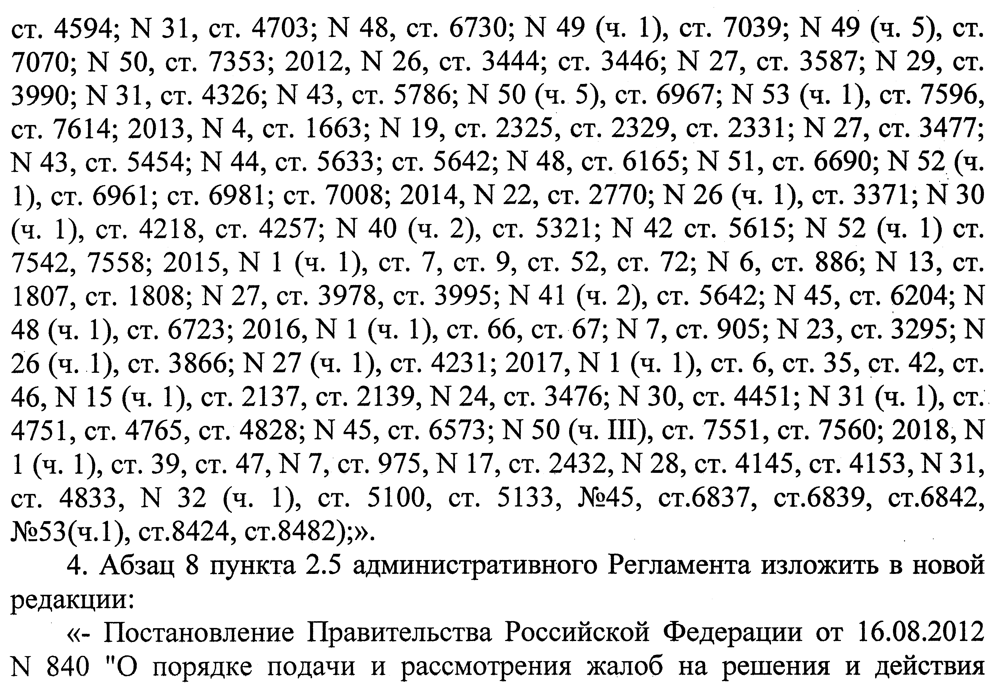 ст. 4594; N 31, ст. 4703; N 48, ст. 6730; N 49 (ч. 1), ст. 7039; N 49 (ч. 5), ст.
7070; N 50, ст. 7353; 2012, N 26, ст. 3444; ст. 3446; N 27, ст. 3587; N 29, ст.
3990; N 31, ст. 4326; N 43, ст. 5786; N 50 (ч. 5), ст. 6967; N 53 (ч. 1), ст. 7596,
ст. 7614; 2013, N 4, ст. 1663; N 19, ст. 2325, ст. 2329, ст. 2331; N 27, ст. 3477;
N 43, ст. 5454; N 44, ст. 5633; ст. 5642; N 48, ст. 6165; N 51, ст. 6690; N 52 (ч.
1), ст. 6961; ст. 6981; ст. 7008; 2014, N 22, ст. 2770; N 26 (ч. 1), ст. 3371; N 30
(ч. 1), ст. 4218, ст. 4257; N 40 (ч. 2), ст. 5321; N 42 ст. 5615; N 52 (ч. 1) ст.
7542, 7558; 2015, N 1 (ч. 1), ст. 7, ст. 9, ст. 52, ст. 72; N 6, ст. 886; N 13, ст.
1807, ст. 1808; N 27, ст. 3978, ст. 3995; N 41 (ч. 2), ст. 5642; N 45, ст. 6204; N
48 (ч. 1), ст. 6723; 2016, N 1 (ч. 1), ст. 66, ст. 67; N 7, ст. 905; N 23, ст. 3295; N
26 (ч. 1), ст. 3866; N 27 (ч. 1), ст. 4231; 2017, N 1 (ч. 1), ст. 6, ст. 35, ст. 42, ст.
46, N 15 (ч. 1), ст. 2137, ст. 2139, N 24, ст. 3476; N 30, ст. 4451; N 31 (ч. 1), ст.
4751, ст. 4765, ст. 4828; N 45, ст. 6573; N 50 (ч. III), ст. 7551, ст. 7560; 2018, N
1 (ч. 1), ст. 39, ст. 47, N 7, ст. 975, N 17, ст. 2432, N 28, ст. 4145, ст. 4153, N 31,
ст. 4833, N 32 (ч. 1), ст. 5100, ст. 5133, №45, ст.6837, ст.6839, ст.6842,
№53(ч.1), ст.8424, ст.8482);».
4. Абзац 8 пункта 2.5 административного Регламента изложить в новой
редакции:
«- Постановление Правительства Российской Федерации от 16.08.2012
N 840 "О порядке подачи и рассмотрения жалоб на решения и действия